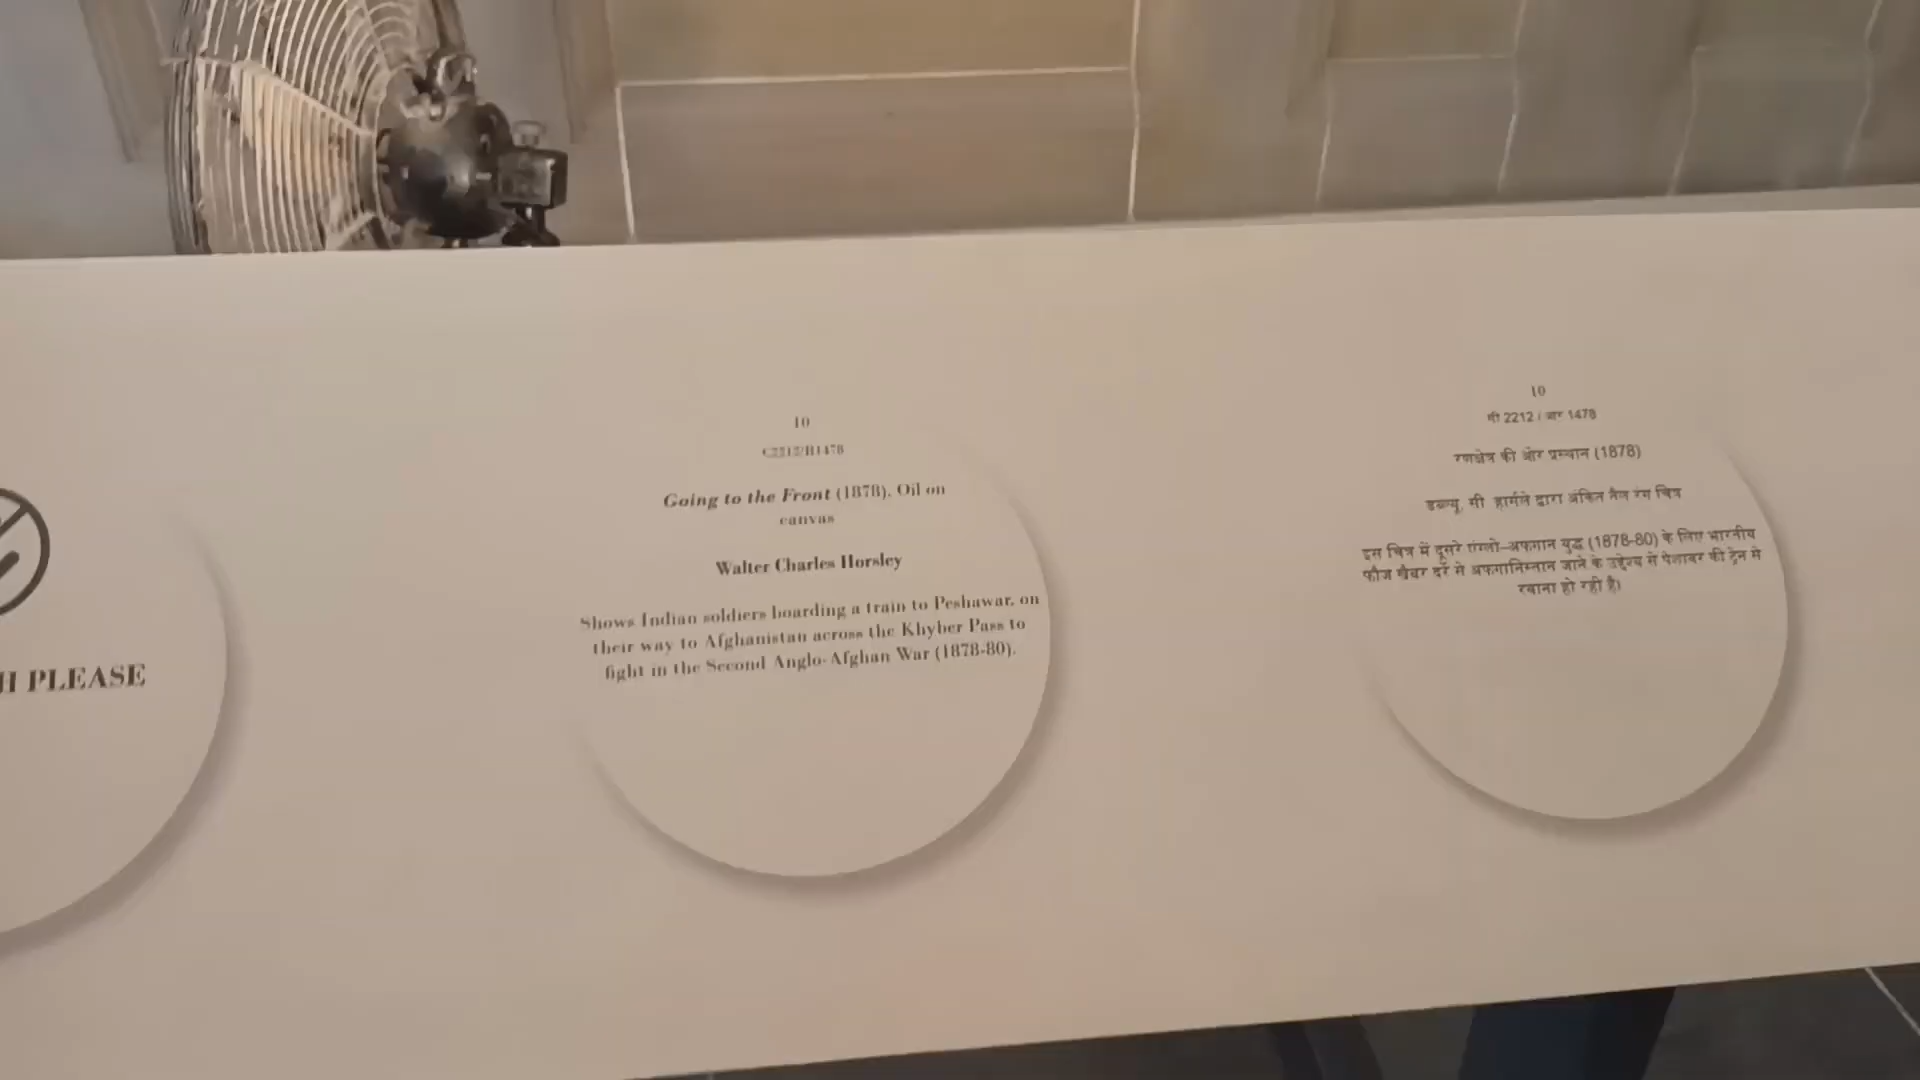 PLEASE
10
C2212/R1478
Going to the Front (1878), Oil on
canvas
Walter Charles Horsley
Shows Indian soldiers boarding a train to Peshawar, on
their way to Afghanistan across the Khyber Pass to
fight in the Second Anglo-Afghan War (1878-80).
10
सी 2212 / आर 1478
रणक्षेत्र की ओर प्रस्थान (1878)
डब्ल्यू. सी हार्सले द्वारा अंकित तैल रंग चित्र
इस चित्र में दूसरे एंग्लो–अफगान युद्ध (1878-80) के लिए भारतीय
फौज खैबर दर्रे से अफगानिस्तान जाने के उद्देश्य से पेशावर की ट्रेन में
रवाना हो रही है।